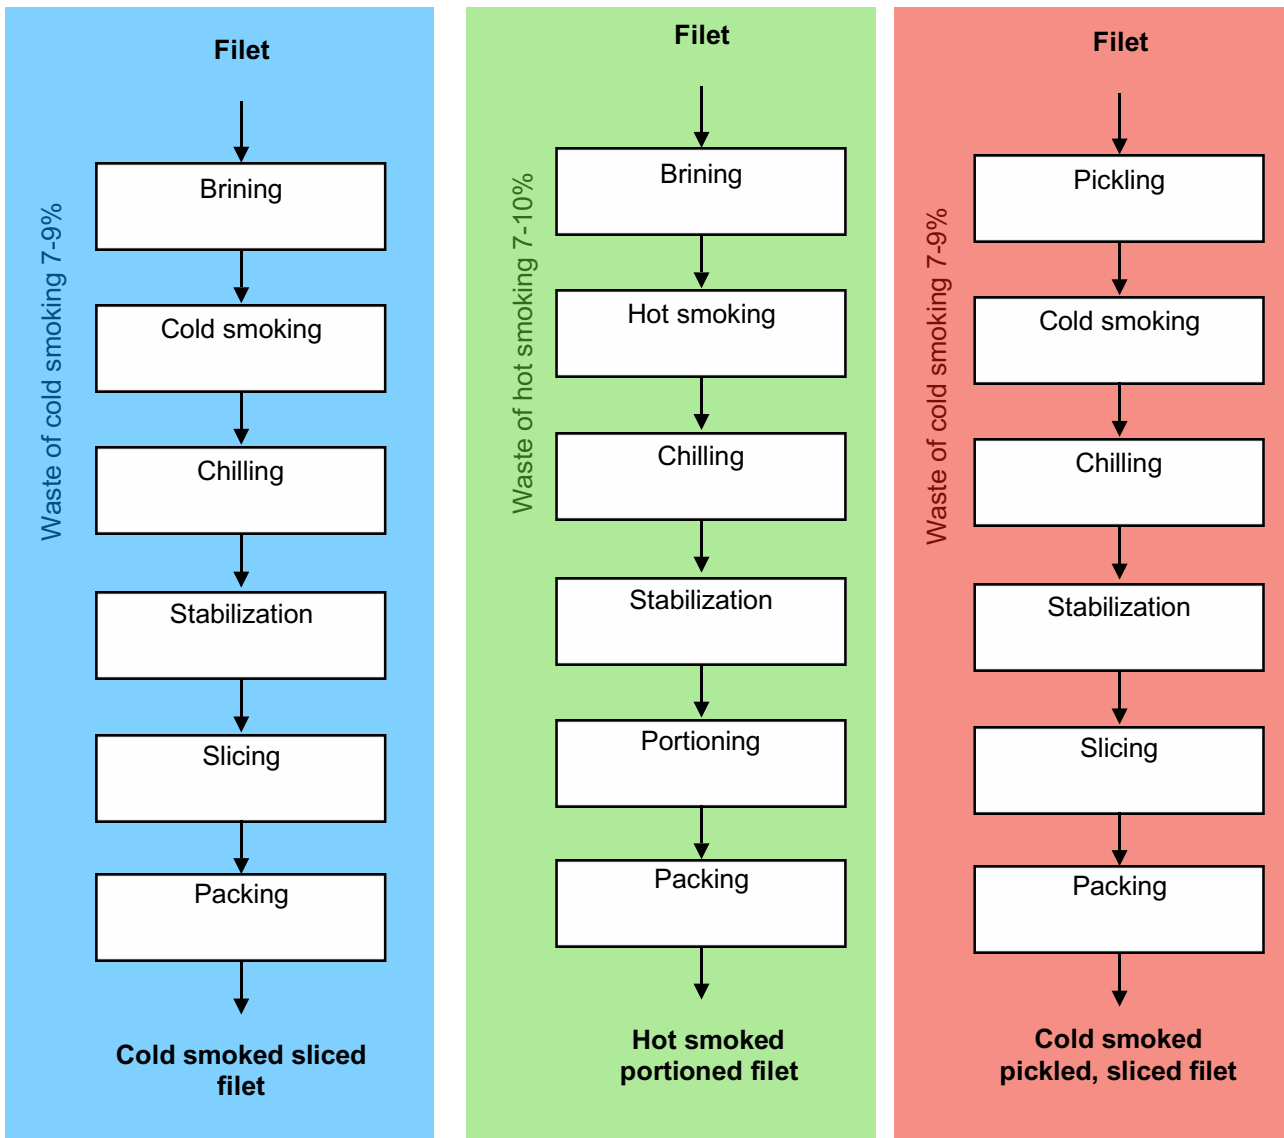 Filet
Waste of cold smoking 7-9%
Brining
Cold smoking
Chilling
Stabilization
Slicing
Packing
Cold smoked sliced
filet
Filet
Waste of hot smoking 7-10%
Brining
Hot smoking
Chilling
Stabilization
Portioning
Packing
Hot smoked
portioned filet
Filet
Waste of cold smoking 7-9%
Pickling
Cold smoking
Chilling
Stabilization
Slicing
Packing
Cold smoked
pickled, sliced filet